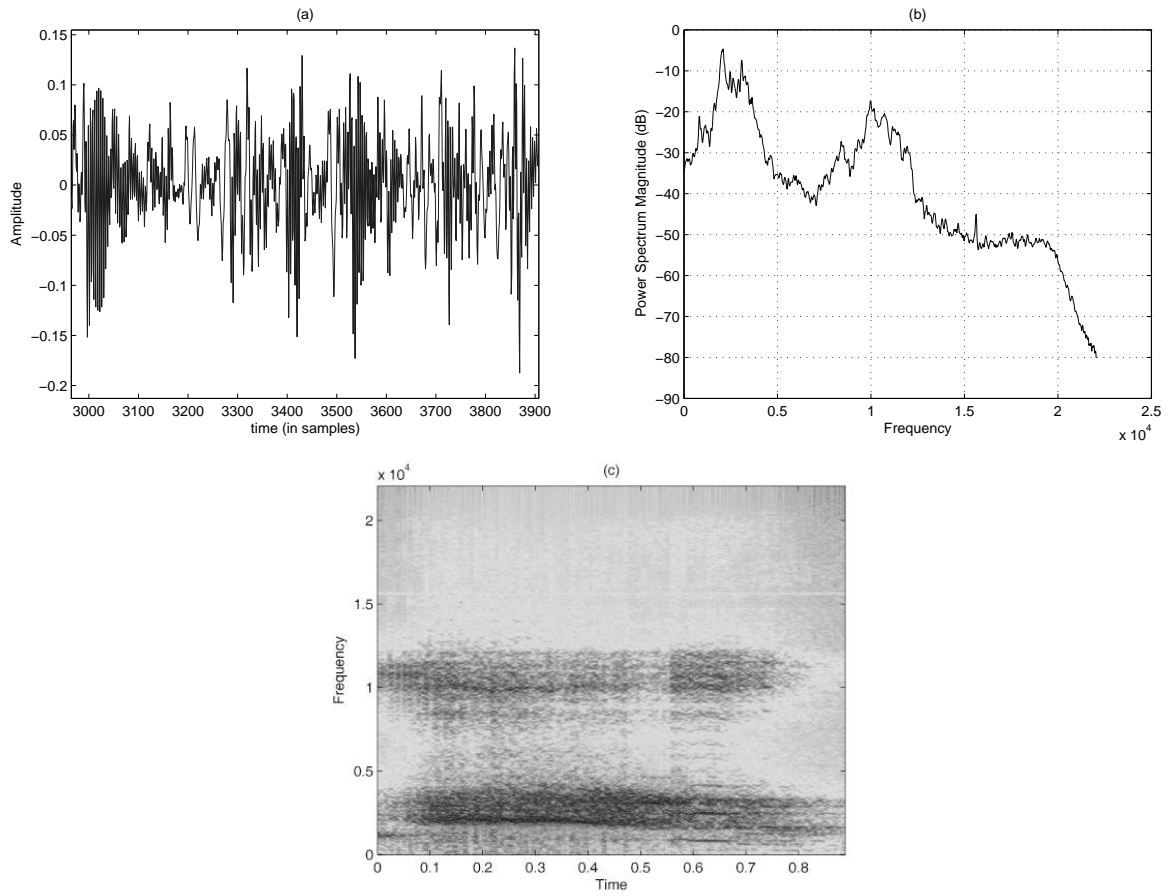 (a)
0.15
0.1
0.05
0
−0.05
−0.1
−0.15
−0.2
Amplitude
3000 3100 3200 3300 3400 3500 3600 3700 3800 3900
time (in samples)
(b)
0
−10
−20
−30
−40
−50
−60
−70
−80
−90
Power Spectrum Magnitude (dB)
0 0.5 1 1.5 2 2.5
Frequency
x 10⁴
(c)
x 10⁴
2
1.5
1
0.5
0
Frequency
0 0.1 0.2 0.3 0.4 0.5 0.6 0.7 0.8
Time